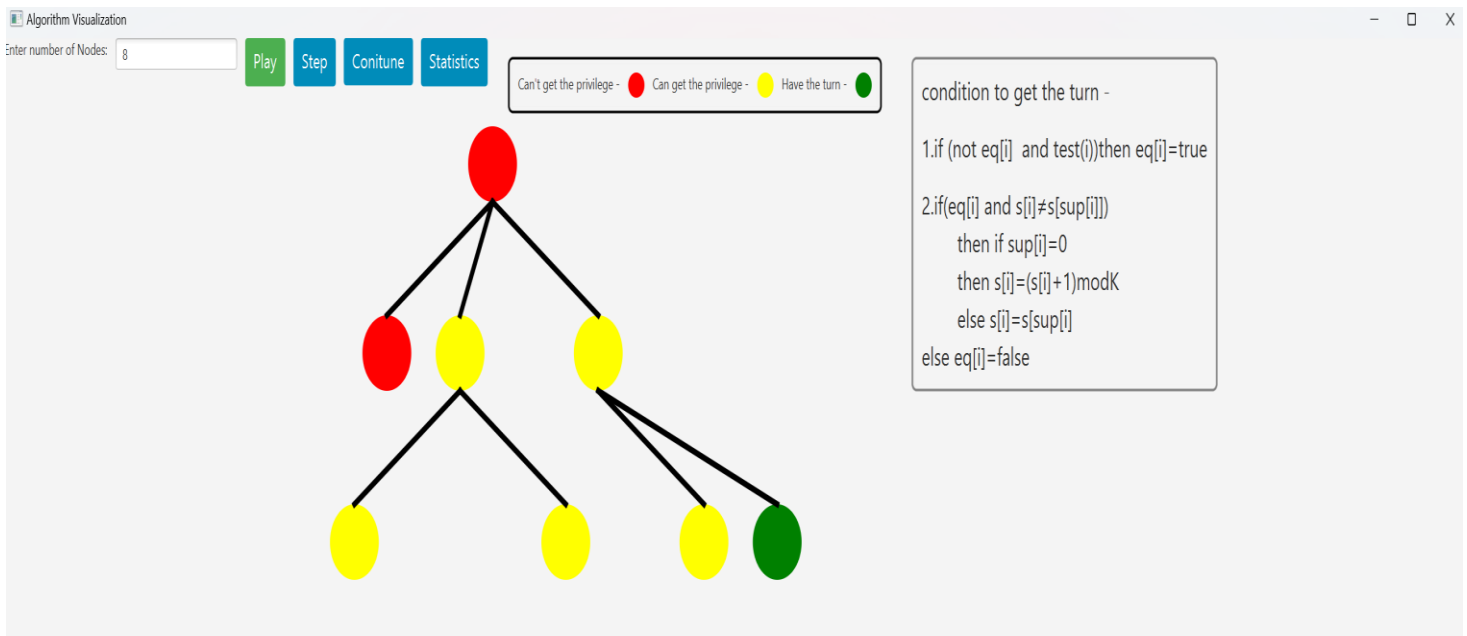 Algorithm Visualization
Enter number of Nodes: 8 Play Step Conitune Statistics
Can't get the privilege - Can get the privilege - Have the turn -
condition to get the turn -
1.if (not eq[i] and test(i))then eq[i]=true
2.if(eq[i] and s[i]≠s[sup[i]])
then if sup[i]=0
then s[i]=(s[i]+1)modK
else s[i]=s[sup[i]
else eq[i]=false